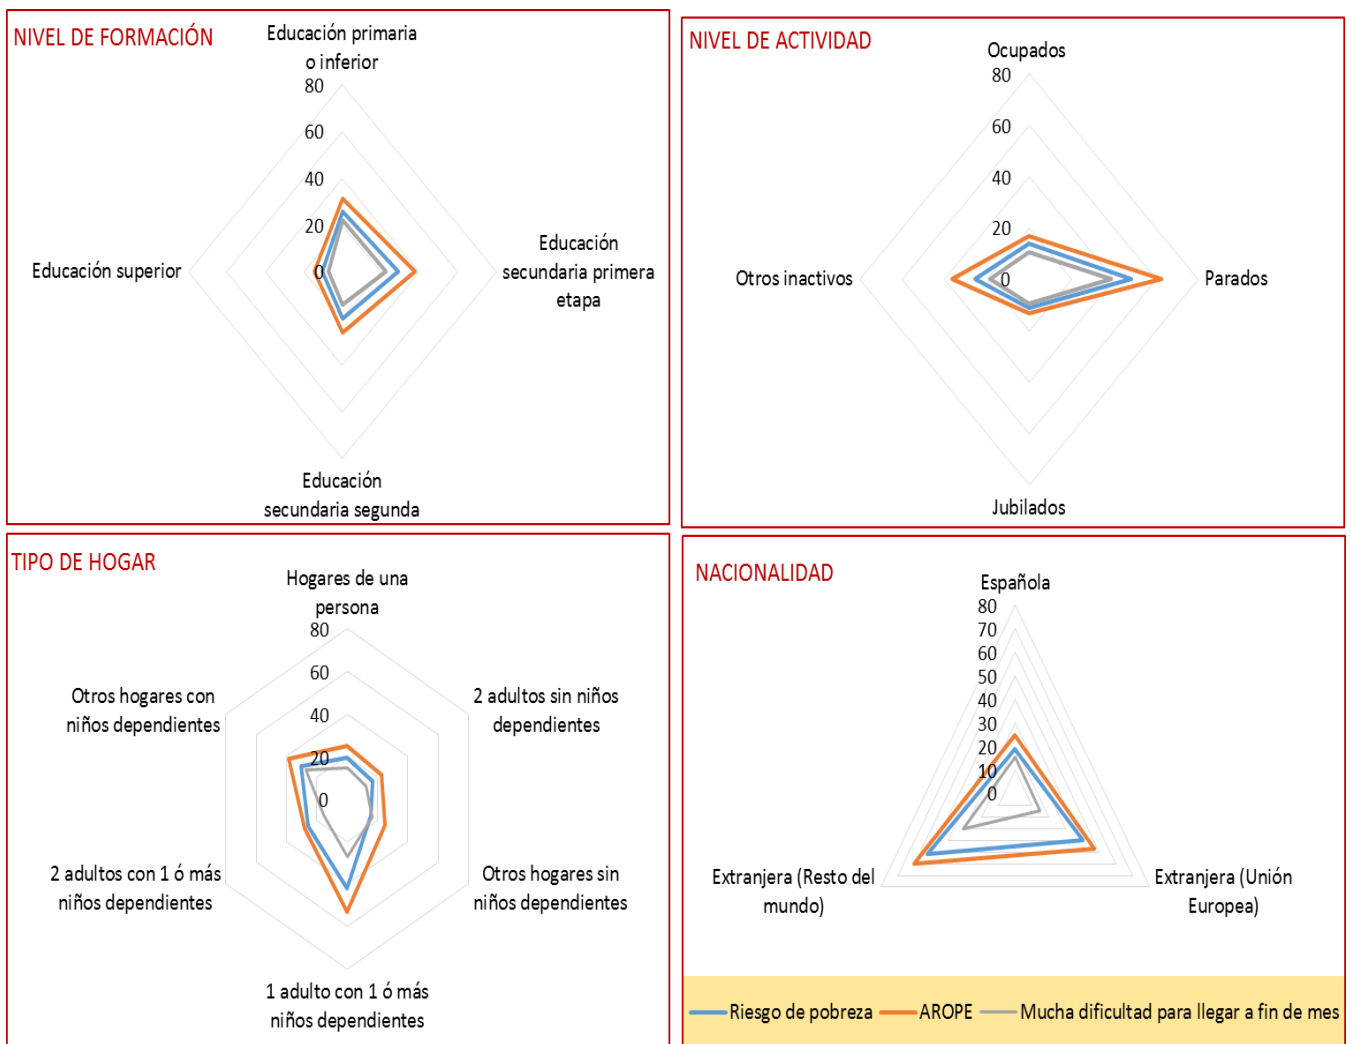 NIVEL DE FORMACIÓN
Educación primaria
o inferior
80
60
40
20
0
Educación superior
Educación
secundaria primera
etapa
Educación
secundaria segunda
NIVEL DE ACTIVIDAD
Ocupados
80
60
40
20
0
Otros inactivos
Parados
Jubilados
TIPO DE HOGAR
Hogares de una
persona
80
60
40
20
0
Otros hogares con
niños dependientes
2 adultos sin niños
dependientes
2 adultos con 1 ó más
niños dependientes
Otros hogares sin
niños dependientes
1 adulto con 1 ó más
niños dependientes
NACIONALIDAD
Española
80
70
60
50
40
30
20
10
0
Extranjera (Resto del
mundo)
Extranjera (Unión
Europea)
Riesgo de pobreza
AROPE
Mucha dificultad para llegar a fin de mes